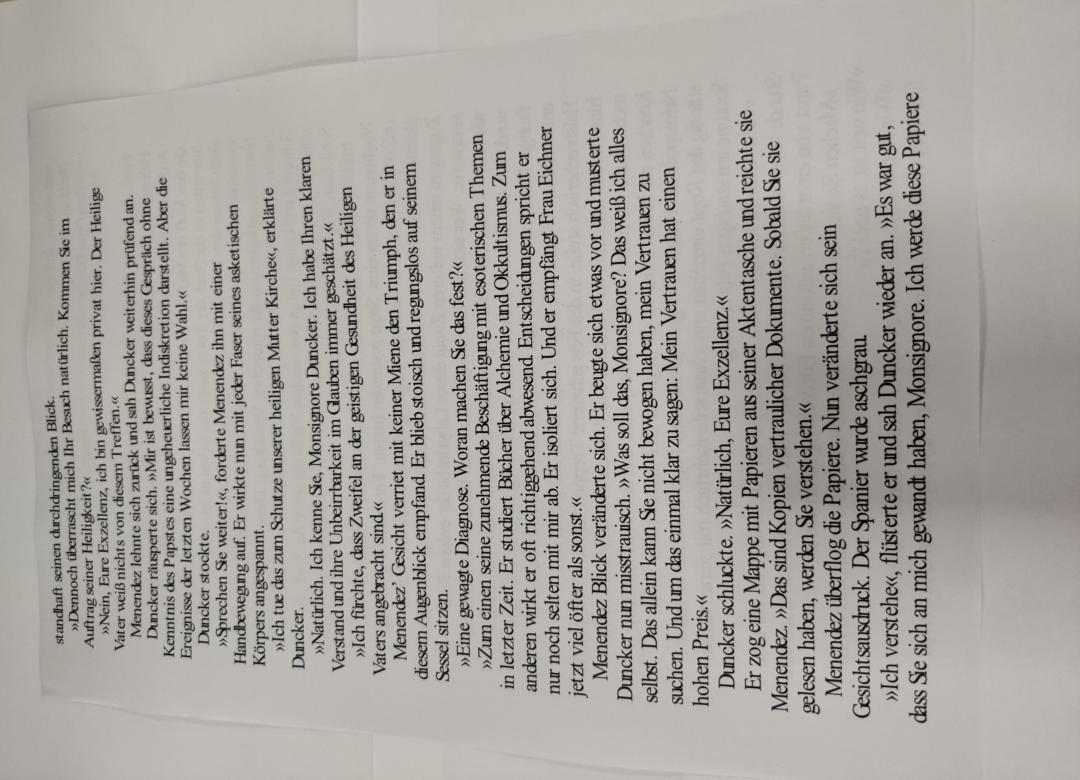 standhaft seinen durchdringenden Blick.
»Dennoch überrascht mich Ihr Besuch natürlich. Kommen Sie im
Auftrag seiner Heiligkeit?«
»Nein, Eure Exzellenz, ich bin gewissermaßen privat hier. Der Heilige
Vater weiß nichts von diesem Treffen.«
Menendez lehnte sich zurück und sah Duncker weiterhin prüfend an.
Duncker räusperte sich. »Mir ist bewusst, dass dieses Gespräch ohne
Kenntnis des Papstes eine ungeheuerliche Indiskretion darstellt. Aber die
Ereignisse der letzten Wochen lassen mir keine Wahl.«
Duncker stockte.
»Sprechen Sie weiter!«, forderte Menendez ihn mit einer
Handbewegung auf. Er wirkte nun mit jeder Faser seines asketischen
Körpers angespannt.
»Ich tue das zum Schutze unserer heiligen Mutter Kirche«, erklärte
Duncker.
»Natürlich. Ich kenne Sie, Monsignore Duncker. Ich habe Ihren klaren
Verstand und ihre Unbeirrbarkeit im Glauben immer geschätzt.«
»Ich fürchte, dass Zweifel an der geistigen Gesundheit des Heiligen
Vaters angebracht sind.«
Menendez’ Gesicht verriet mit keiner Miene den Triumph, den er in
diesem Augenblick empfand. Er blieb stoisch und regungslos auf seinem
Sessel sitzen.
»Eine gewagte Diagnose. Woran machen Sie das fest?«
»Zum einen seine zunehmende Beschäftigung mit esoterischen Themen
in letzter Zeit. Er studiert Bücher über Alchemie und Okkultismus. Zum
anderen wirkt er oft richtiggehend abwesend. Entscheidungen spricht er
nur noch selten mit mir ab. Er isoliert sich. Und er empfängt Frau Eichner
jetzt viel öfter als sonst.«
Menendez Blick veränderte sich. Er beugte sich etwas vor und musterte
Duncker nun misstrauisch. »Was soll das, Monsignore? Das weiß ich alles
selbst. Das allein kann Sie nicht bewogen haben, mein Vertrauen zu
suchen. Und um das einmal klar zu sagen: Mein Vertrauen hat einen
hohen Preis.«
Duncker schluckte. »Natürlich, Eure Exzellenz.«
Er zog eine Mappe mit Papieren aus seiner Aktentasche und reichte sie
Menendez. »Das sind Kopien vertraulicher Dokumente. Sobald Sie sie
gelesen haben, werden Sie verstehen.«
Menendez überflog die Papiere. Nun veränderte sich sein
Gesichtsausdruck. Der Spanier wurde aschgrau.
»Ich verstehe«, flüsterte er und sah Duncker wieder an. »Es war gut,
dass Sie sich an mich gewandt haben, Monsignore. Ich werde diese Papiere